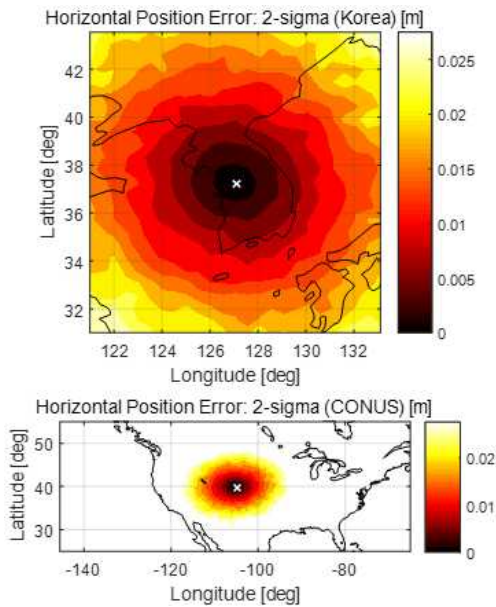 Horizontal Position Error: 2-sigma (Korea) [m]
42
40
38
36
34
32
Latitude [deg]
122 124 126 128 130 132
Longitude [deg]
0.025
0.02
0.015
0.01
0.005
0
Horizontal Position Error: 2-sigma (CONUS) [m]
50
40
30
Latitude [deg]
-140 -120 -100 -80
Longitude [deg]
0.02
0.01
0